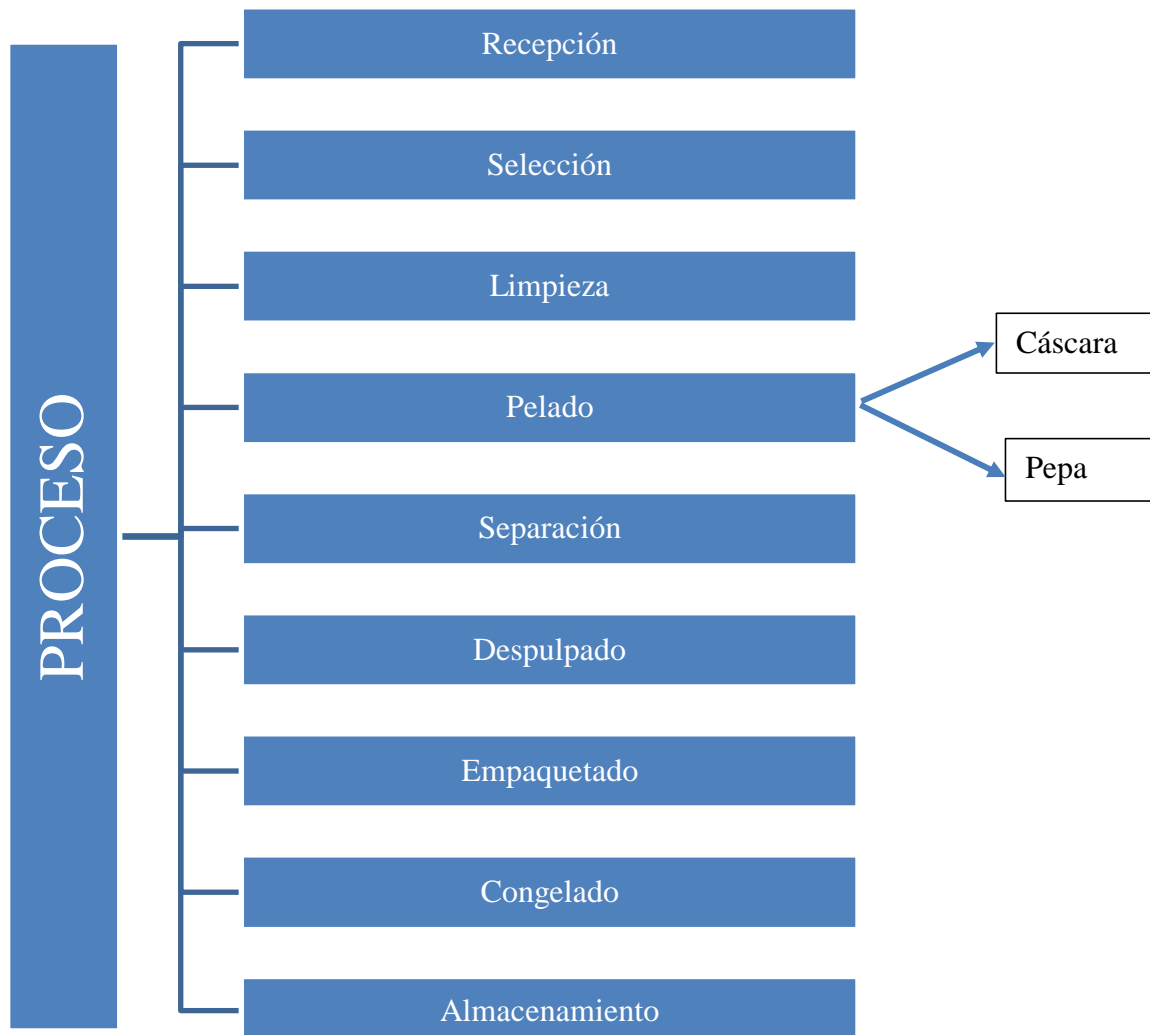 PROCESO
Recepción
Selección
Limpieza
Pelado
Cáscara
Pepa
Separación
Despulpado
Empaquetado
Congelado
Almacenamiento